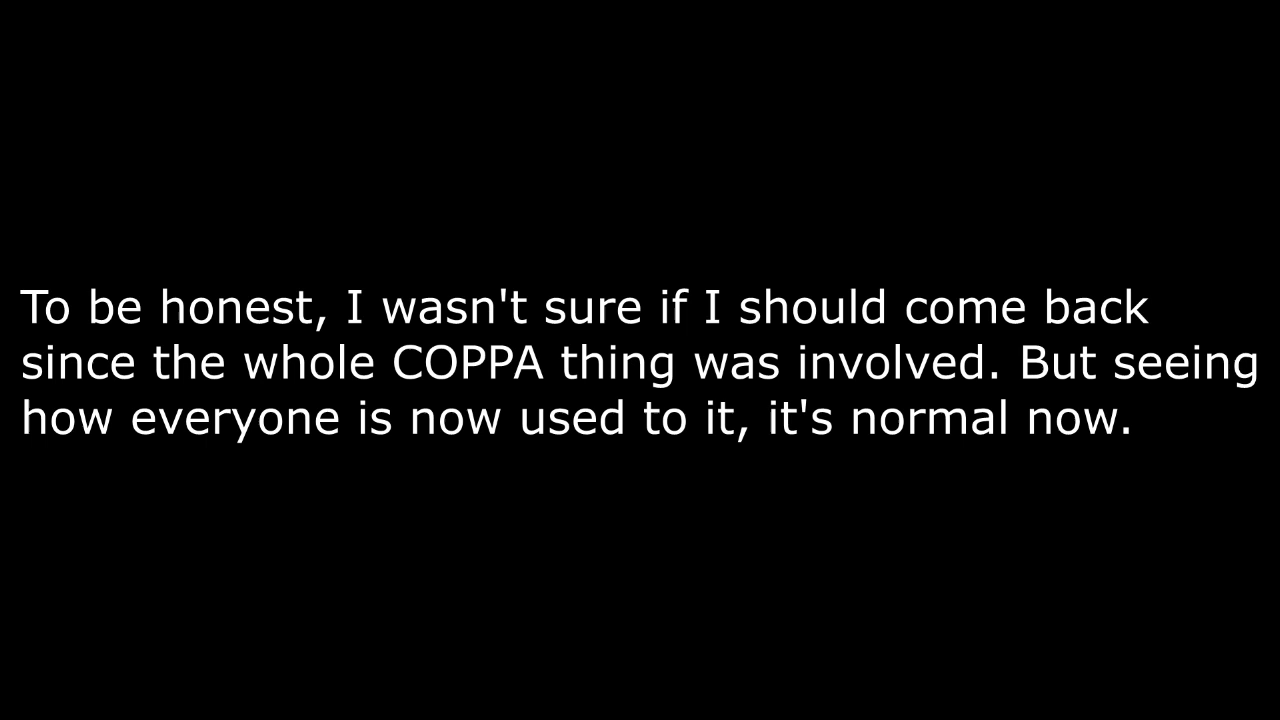 To be honest, I wasn't sure if I should come back
since the whole COPPA thing was involved. But seeing
how everyone is now used to it, it's normal now.